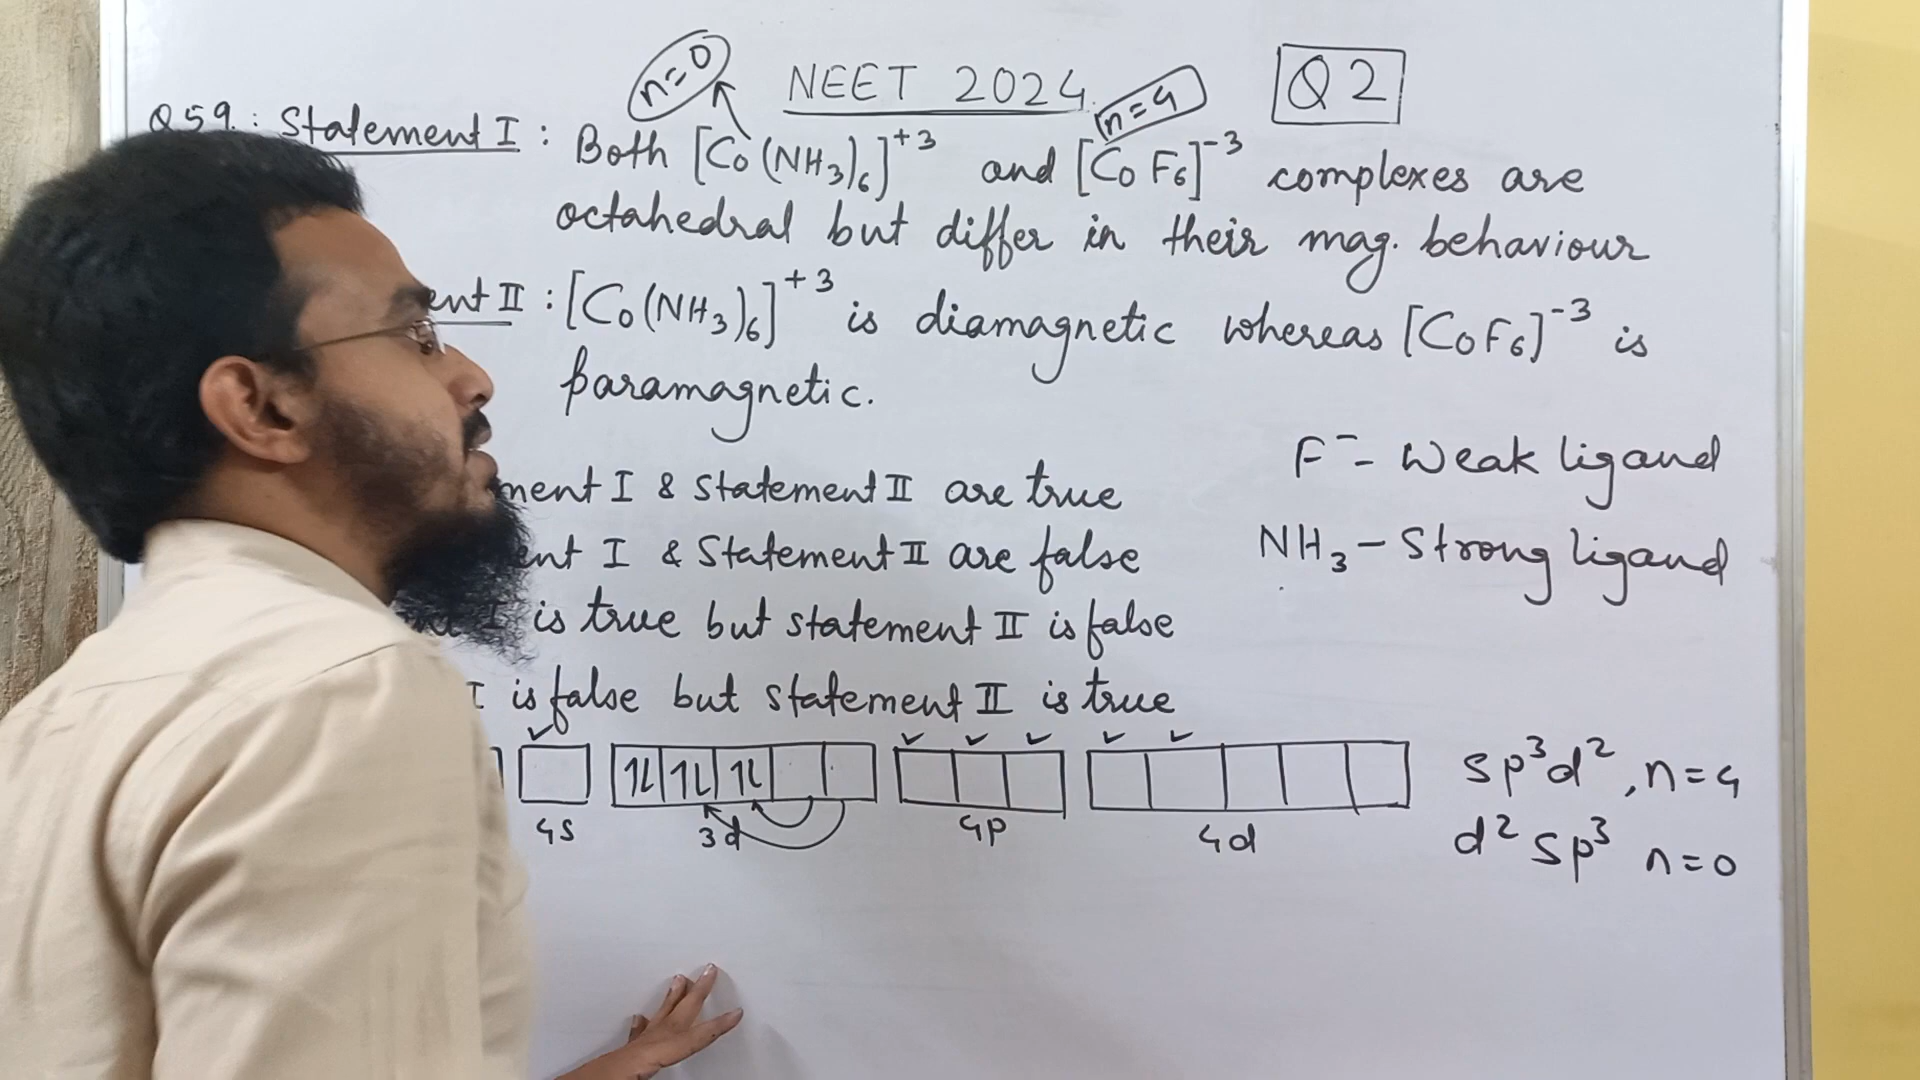 n=0
NEET 2024
n=4
Q2
Q59. : Statement I : Both [Co(NH₃)₆]⁺³ and [CoF₆]⁻³ complexes are
octahedral but differ in their mag. behaviour
ent II : [Co(NH₃)₆]⁺³ is diamagnetic whereas [CoF₆]⁻³ is
paramagnetic.
F⁻ - Weak ligand
ment I & Statement II are true
NH₃ - Strong ligand
ent I & Statement II are false
I is true but statement II is false
I is false but statement II is true
✓ ✓ ✓ ✓ ✓ ✓
1L 1L 1L
sp³d², n=4
4s 3d 4p 4d
d²sp³ n=0